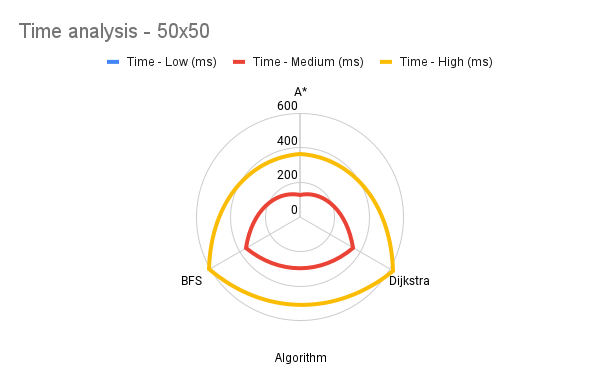 Time analysis - 50x50
Time - Low (ms) Time - Medium (ms) Time - High (ms)
A*
600
400
200
0
BFS
Dijkstra
Algorithm